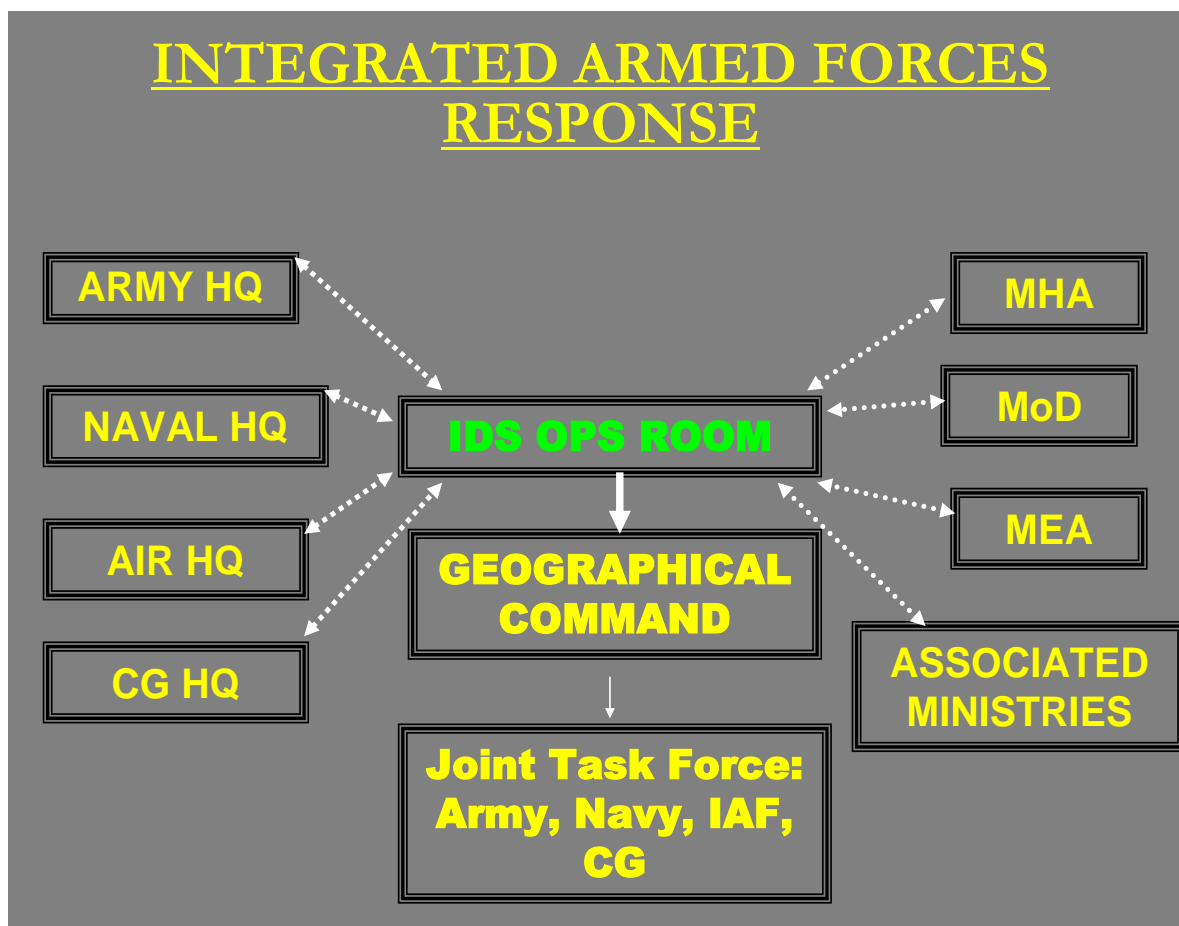 INTEGRATED ARMED FORCES
RESPONSE
ARMY HQ
NAVAL HQ
AIR HQ
CG HQ
IDS OPS ROOM
GEOGRAPHICAL
COMMAND
Joint Task Force:
Army, Navy, IAF,
CG
MHA
MoD
MEA
ASSOCIATED
MINISTRIES